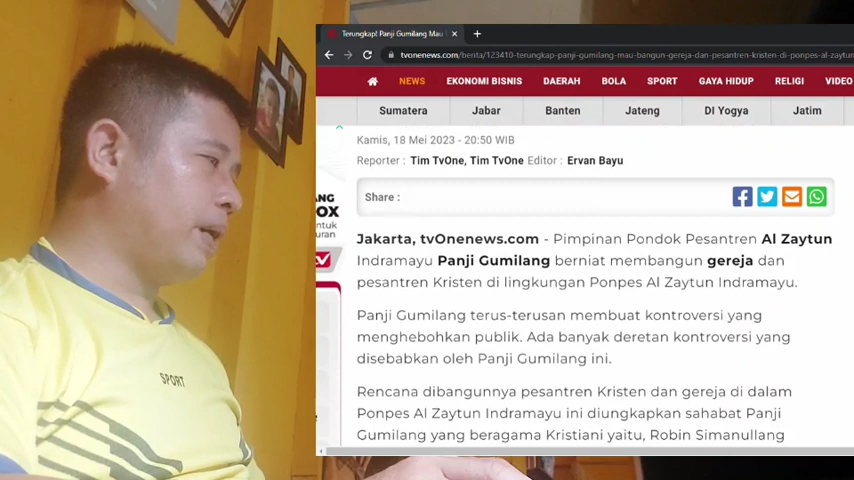 Terungkap! Panji Gumilang Mau
tvonenews.com/berita/123410-terungkap-panji-gumilang-mau-bangun-gereja-dan-pesantren-kristen-di-ponpes-al-zaytun
NEWS EKONOMI BISNIS DAERAH BOLA SPORT GAYA HIDUP RELIGI VIDEO
Sumatera Jabar Banten Jateng DI Yogya Jatim
Kamis, 18 Mei 2023 - 20:50 WIB
Reporter : Tim TvOne, Tim TvOne Editor : Ervan Bayu
Share :
Jakarta, tvOnenews.com - Pimpinan Pondok Pesantren Al Zaytun
Indramayu Panji Gumilang berniat membangun gereja dan
pesantren Kristen di lingkungan Ponpes Al Zaytun Indramayu.
Panji Gumilang terus-terusan membuat kontroversi yang
menghebohkan publik. Ada banyak deretan kontroversi yang
disebabkan oleh Panji Gumilang ini.
Rencana dibangunnya pesantren Kristen dan gereja di dalam
Ponpes Al Zaytun Indramayu ini diungkapkan sahabat Panji
Gumilang yang beragama Kristiani yaitu, Robin Simanullang
SPORT